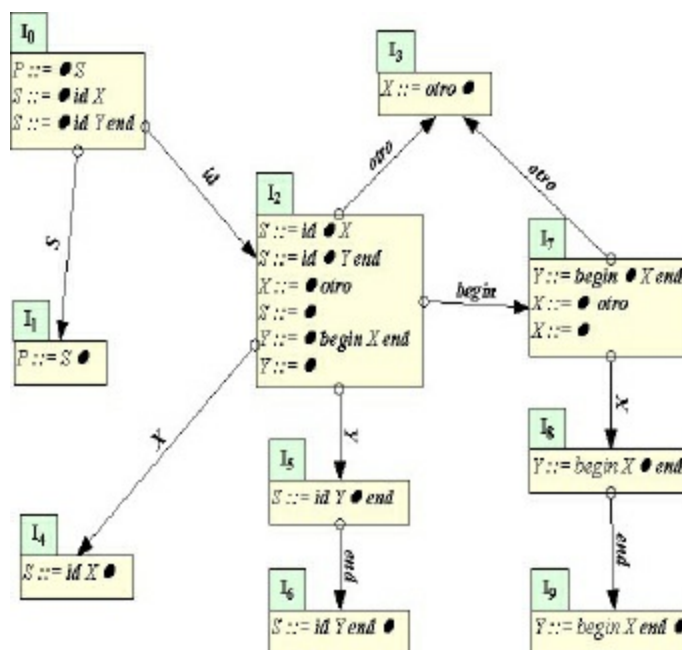 I0
P ::= ● S
S ::= ● id X
S ::= ● id Y end
I3
X ::= otro ●
id
otro
otro
S
I2
S ::= id ● X
S ::= id ● Y end
X ::= ● otro
S ::= ●
Y ::= ● begin X end
Y ::= ●
begin
I7
Y ::= begin ● X end
X ::= ● otro
X ::= ●
I1
P ::= S ●
X
Y
X
I5
S ::= id Y ● end
I8
Y ::= begin X ● end
I4
S ::= id X ●
end
end
I6
S ::= id Y end ●
I9
Y ::= begin X end ●